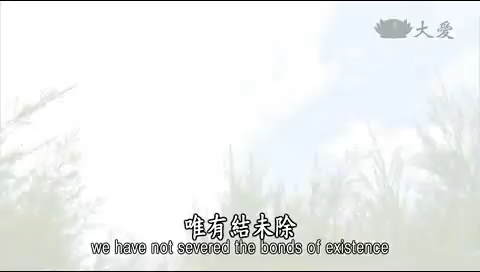 大愛
唯有結未除
we have not severed the bonds of existence